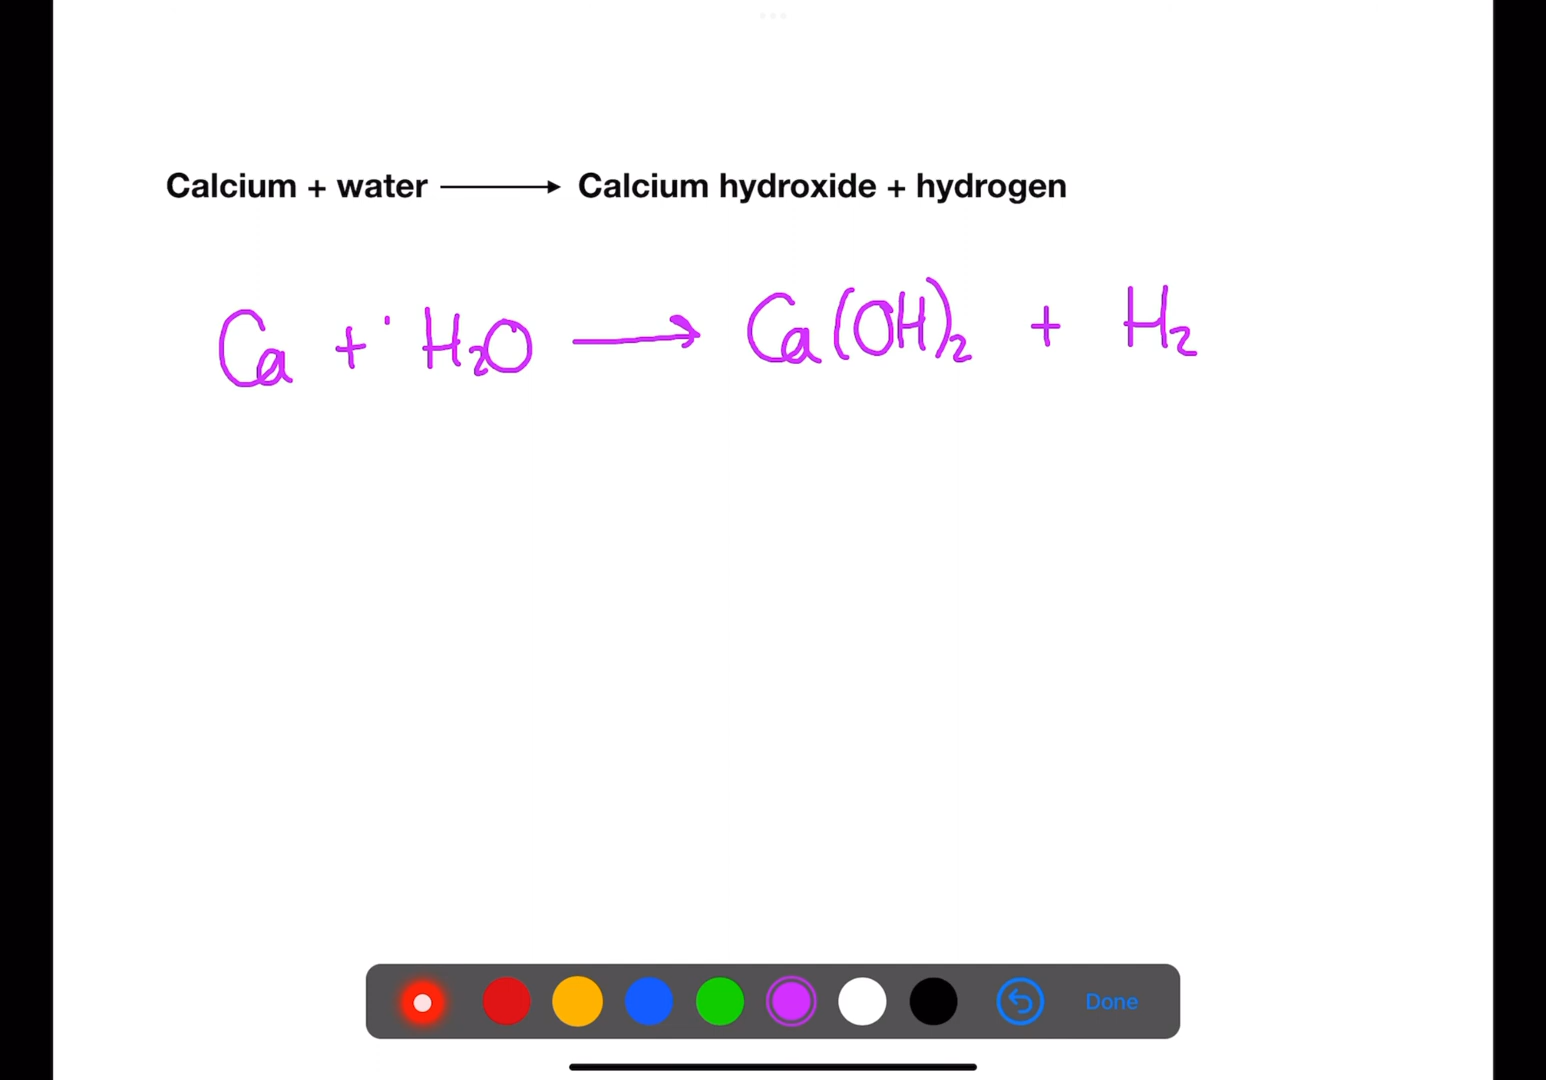 Calcium + water ⟶ Calcium hydroxide + hydrogen
Ca + H₂O ⟶ Ca(OH)₂ + H₂
Done